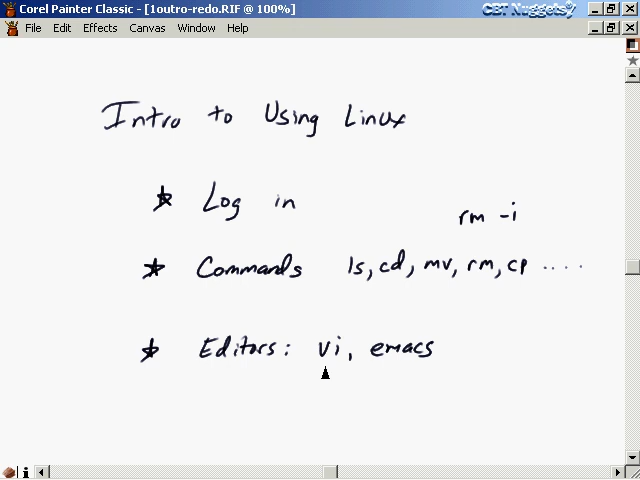 Corel Painter Classic - [1outro-redo.RIF @ 100%]
CBT Nuggets
File Edit Effects Canvas Window Help
Intro to Using Linux
* Log in
rm -i
* Commands ls, cd, mv, rm, cp ....
* Editors: vi, emacs